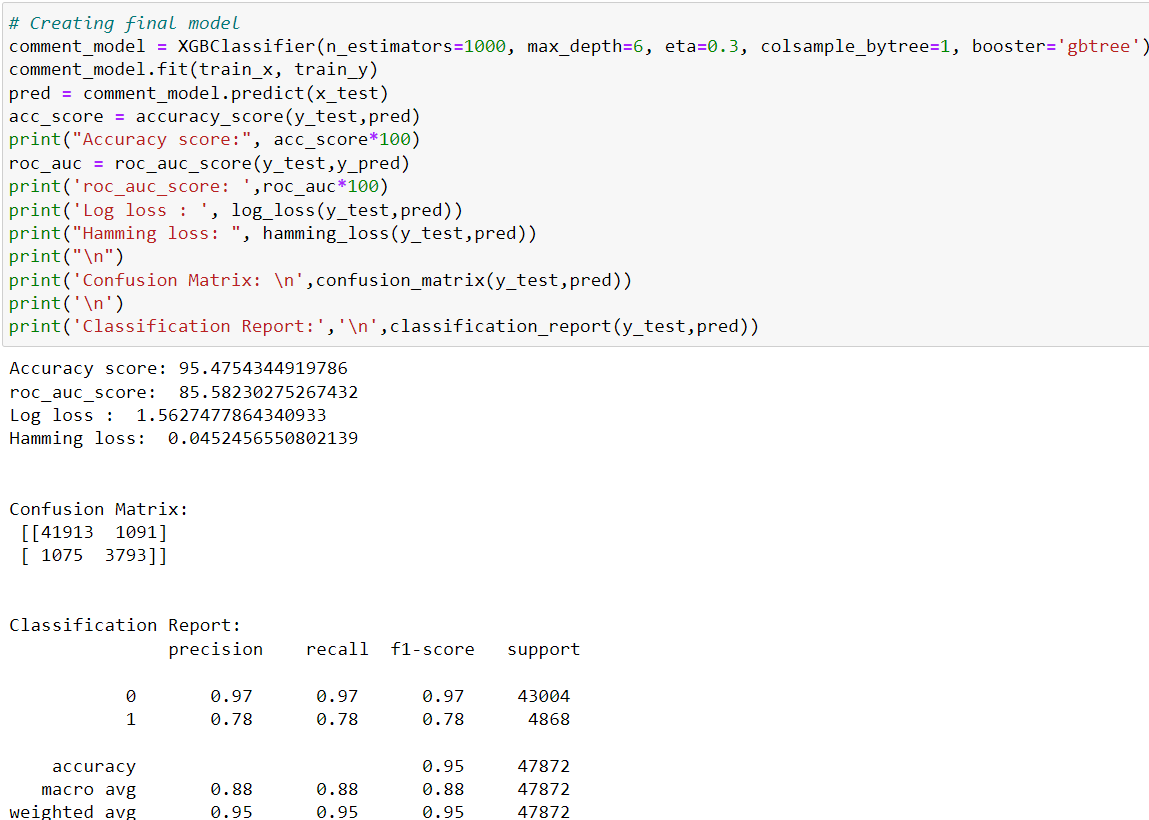 # Creating final model
comment_model = XGBClassifier(n_estimators=1000, max_depth=6, eta=0.3, colsample_bytree=1, booster='gbtree')
comment_model.fit(train_x, train_y)
pred = comment_model.predict(x_test)
acc_score = accuracy_score(y_test,pred)
print("Accuracy score:", acc_score*100)
roc_auc = roc_auc_score(y_test,y_pred)
print('roc_auc_score: ',roc_auc*100)
print('Log loss : ', log_loss(y_test,pred))
print("Hamming loss: ", hamming_loss(y_test,pred))
print("\n")
print('Confusion Matrix: \n',confusion_matrix(y_test,pred))
print('\n')
print('Classification Report:','\n',classification_report(y_test,pred))
Accuracy score: 95.4754344919786
roc_auc_score:  85.58230275267432
Log loss :  1.5627477864340933
Hamming loss:  0.0452456550802139
Confusion Matrix:
 [[41913  1091]
 [ 1075  3793]]
Classification Report:
               precision    recall  f1-score   support
           0       0.97      0.97      0.97     43004
           1       0.78      0.78      0.78      4868
    accuracy                           0.95     47872
   macro avg       0.88      0.88      0.88     47872
weighted avg       0.95      0.95      0.95     47872